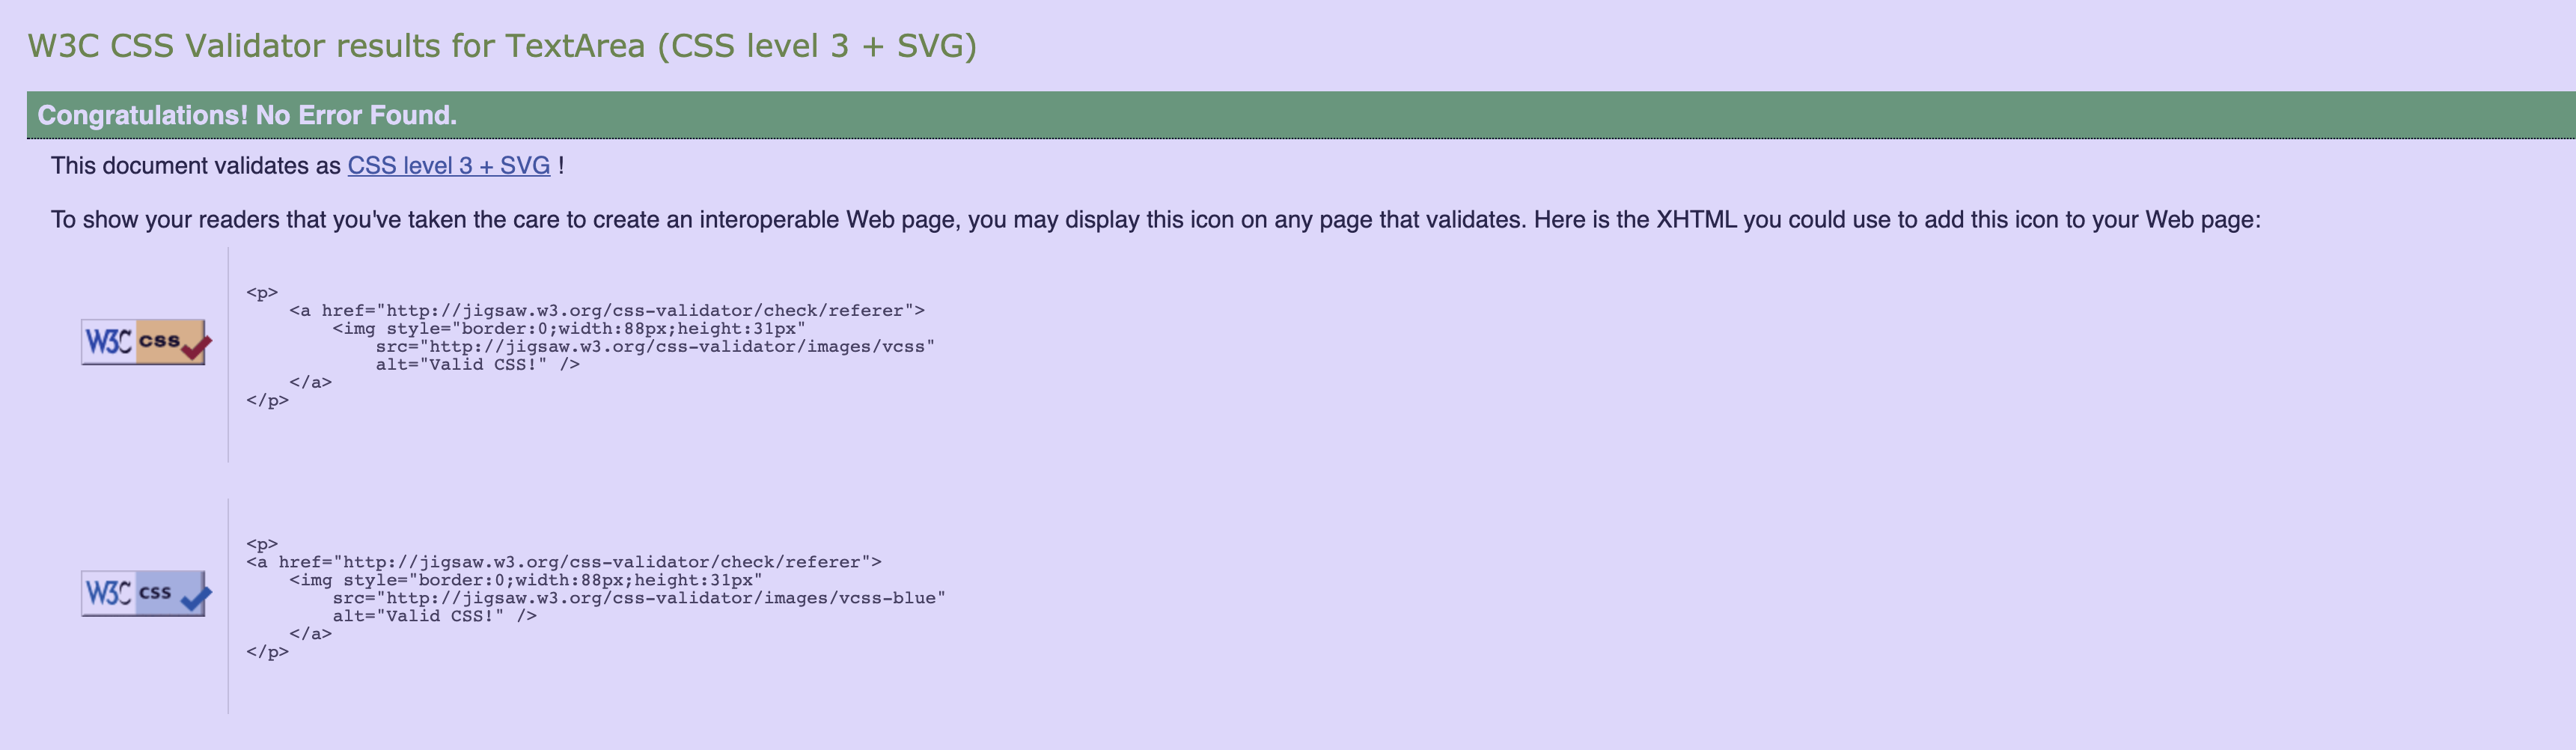 W3C CSS Validator results for TextArea (CSS level 3 + SVG)
Congratulations! No Error Found.
This document validates as CSS level 3 + SVG !
To show your readers that you've taken the care to create an interoperable Web page, you may display this icon on any page that validates. Here is the XHTML you could use to add this icon to your Web page:
W3C css
<p>
    <a href="http://jigsaw.w3.org/css-validator/check/referer">
        <img style="border:0;width:88px;height:31px"
            src="http://jigsaw.w3.org/css-validator/images/vcss"
            alt="Valid CSS!" />
    </a>
</p>
W3C css
<p>
<a href="http://jigsaw.w3.org/css-validator/check/referer">
    <img style="border:0;width:88px;height:31px"
        src="http://jigsaw.w3.org/css-validator/images/vcss-blue"
        alt="Valid CSS!" />
    </a>
</p>